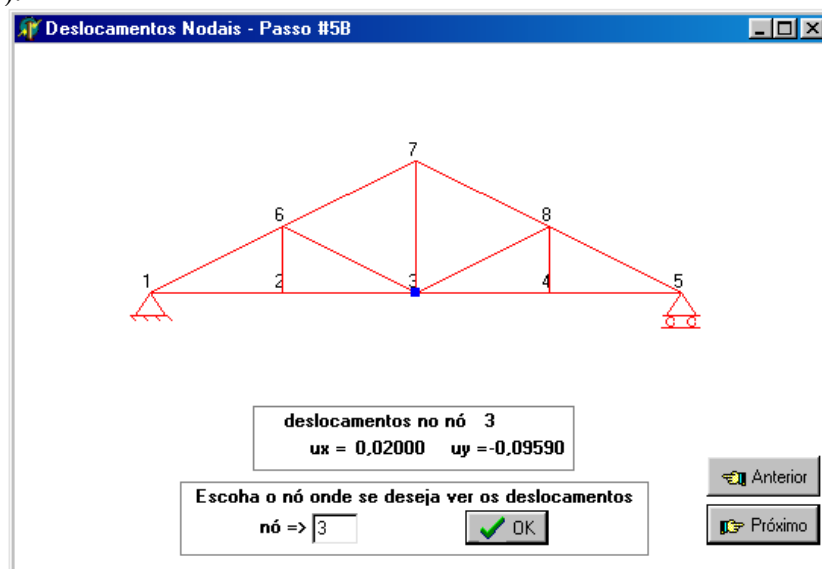 ).
Deslocamentos Nodais - Passo #5B
7
6
8
1
2
3
4
5
deslocamentos no nó 3
ux = 0,02000 uy =-0,09590
Anterior
Escoha o nó onde se deseja ver os deslocamentos
nó => 3
OK
Próximo